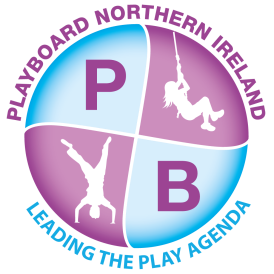 PLAYBOARD NORTHERN IRELAND
P
B
LEADING THE PLAY AGENDA